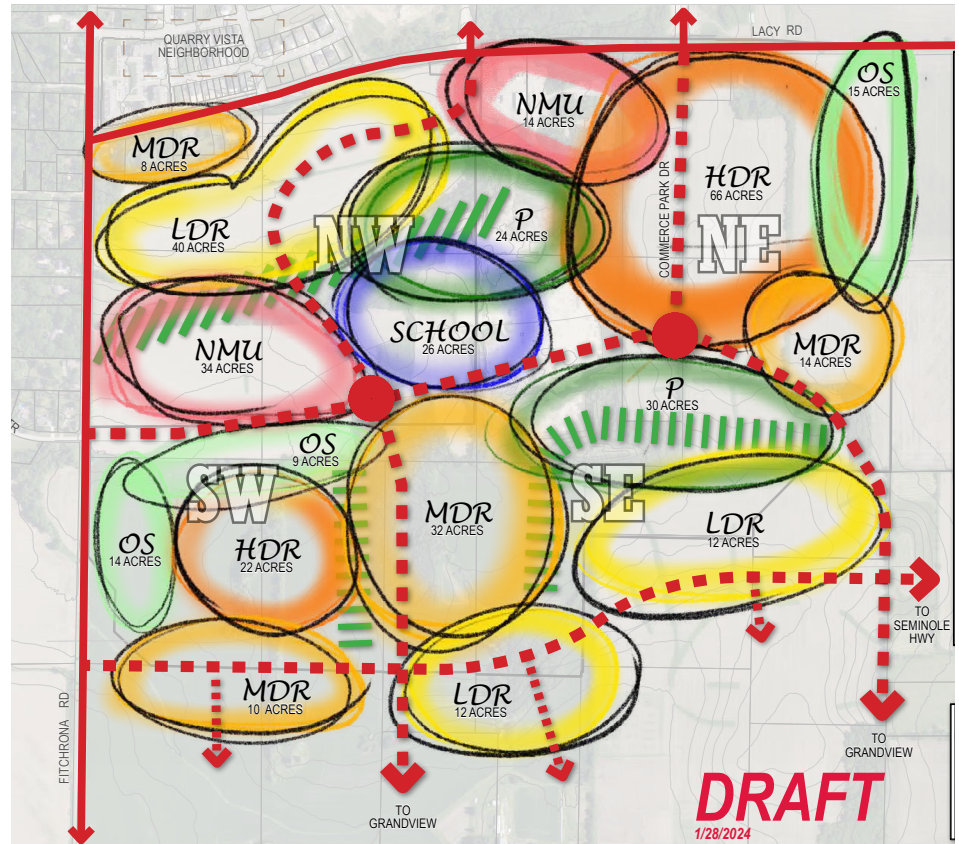 LACY RD
QUARRY VISTA
NEIGHBORHOOD
OS
15 ACRES
NMU
14 ACRES
MDR
8 ACRES
HDR
66 ACRES
COMMERCE PARK DR
LDR
40 ACRES
P
24 ACRES
NW
NE
SCHOOL
26 ACRES
NMU
34 ACRES
MDR
14 ACRES
P
30 ACRES
OS
9 ACRES
SW
SE
MDR
32 ACRES
LDR
12 ACRES
OS
14 ACRES
HDR
22 ACRES
TO
SEMINOLE
HWY
MDR
10 ACRES
LDR
12 ACRES
FITCHRONA RD
TO
GRANDVIEW
TO
GRANDVIEW
DRAFT
1/28/2024